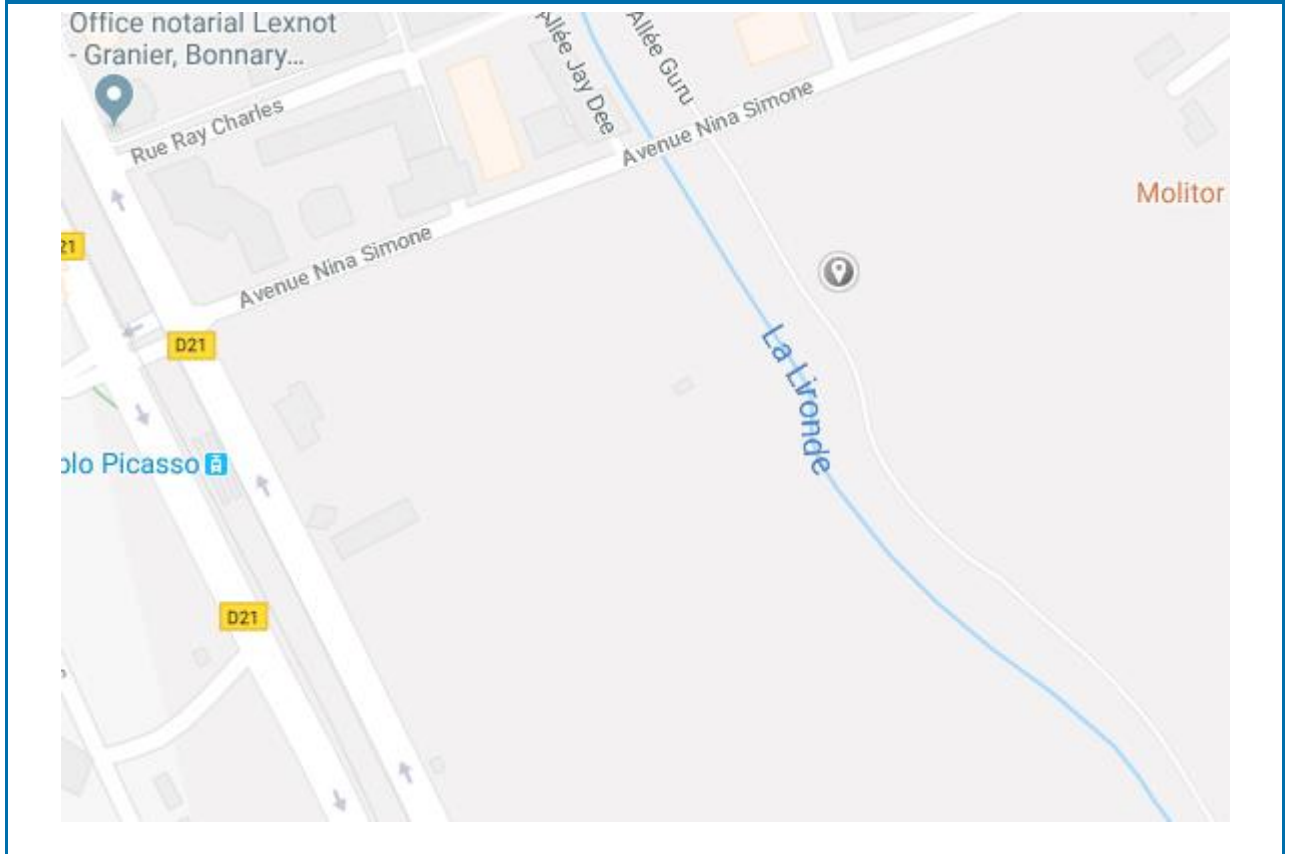 Office notarial Lexnot
- Granier, Bonnary...
Allée Jay Dee
Allée Guru
Rue Ray Charles
Avenue Nina Simone
Molitor
21
Avenue Nina Simone
D21
La Lironde
blo Picasso
D21